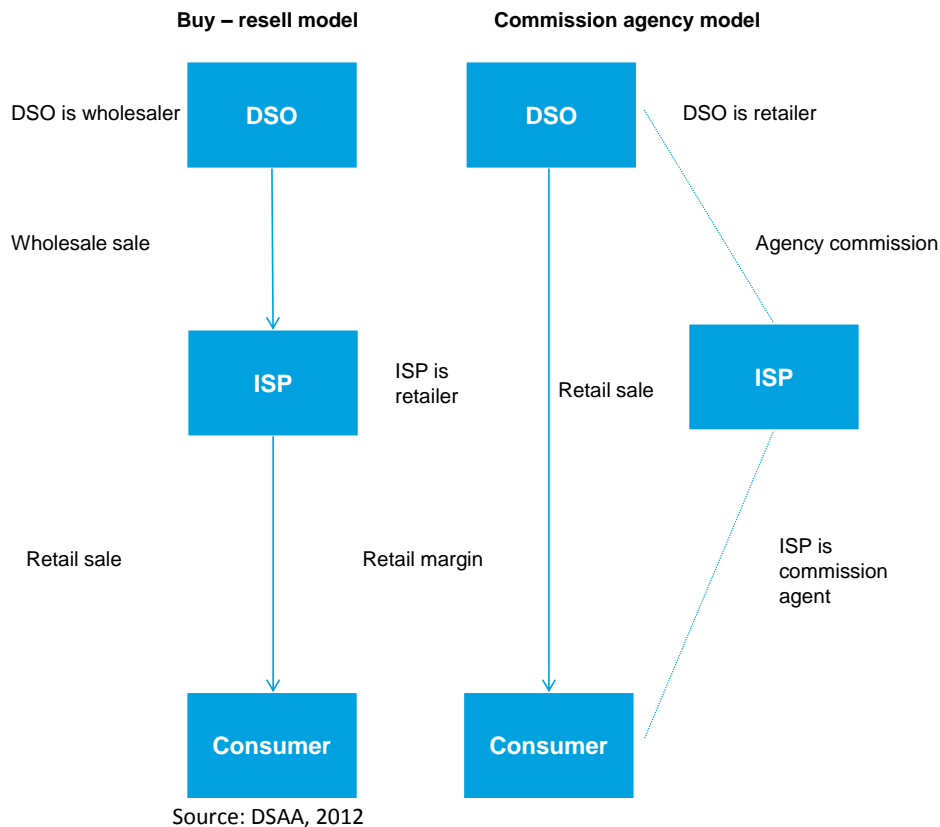 Buy – resell model
Commission agency model
DSO is wholesaler
DSO
DSO
DSO is retailer
Wholesale sale
Agency commission
ISP
ISP is
retailer
Retail sale
ISP
Retail sale
Retail margin
ISP is
commission
agent
Consumer
Consumer
Source: DSAA, 2012